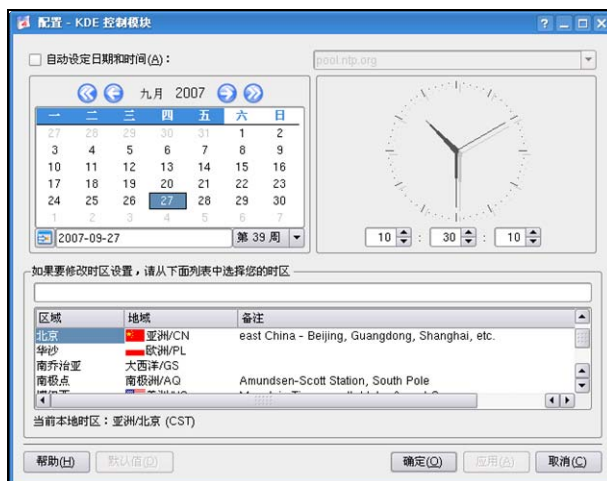 配置 - KDE 控制模块
自动设定日期和时间(A)：
pool.ntp.org
九月 2007
一 二 三 四 五 六 日
27 28 29 30 31 1 2
3 4 5 6 7 8 9
10 11 12 13 14 15 16
17 18 19 20 21 22 23
24 25 26 27 28 29 30
1 2 3 4 5 6 7
2007-09-27 第 39 周
10 : 30 : 10
如果要修改时区设置，请从下面列表中选择您的时区
区域 地域 备注
北京 亚洲/CN east China - Beijing, Guangdong, Shanghai, etc.
华沙 欧洲/PL
南乔治亚 大西洋/GS
南极点 南极洲/AQ Amundsen-Scott Station, South Pole
当前本地时区：亚洲/北京 (CST)
帮助(H) 默认值(D) 确定(O) 应用(A) 取消(C)